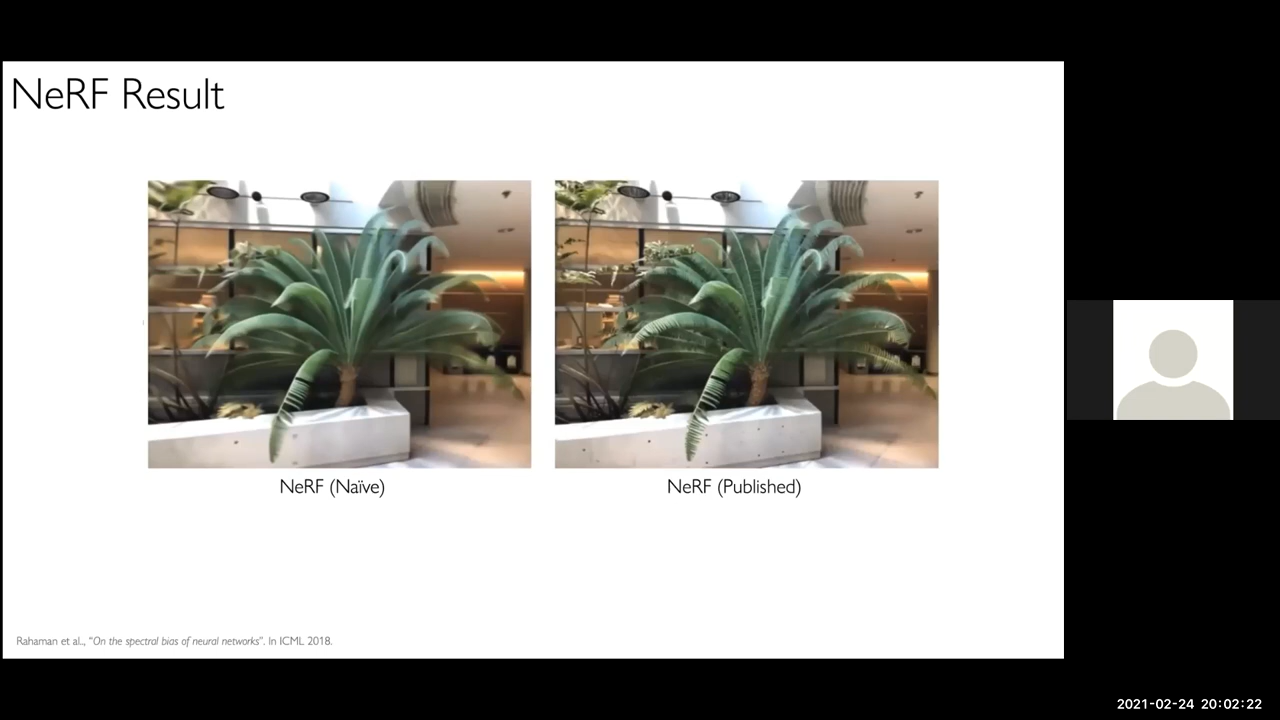 NeRF Result
NeRF (Naïve)
NeRF (Published)
Rahaman et al., “On the spectral bias of neural networks”. In ICML 2018.
2021-02-24 20:02:22